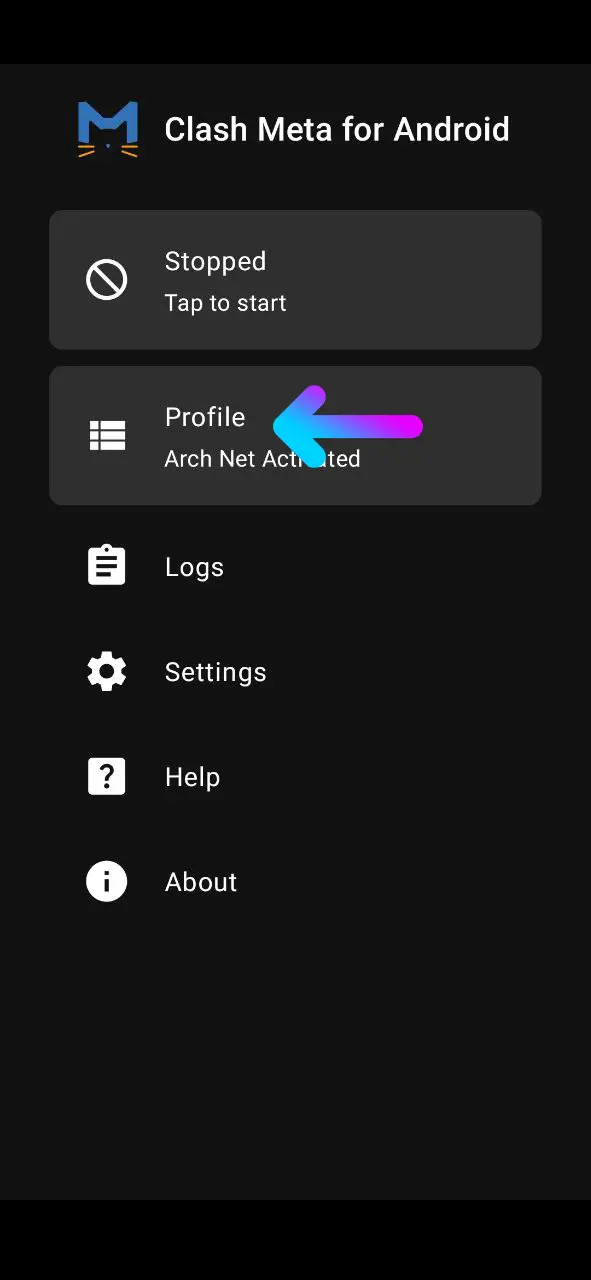 Clash Meta for Android
Stopped
Tap to start
Profile
Arch Net Activated
Logs
Settings
Help
About